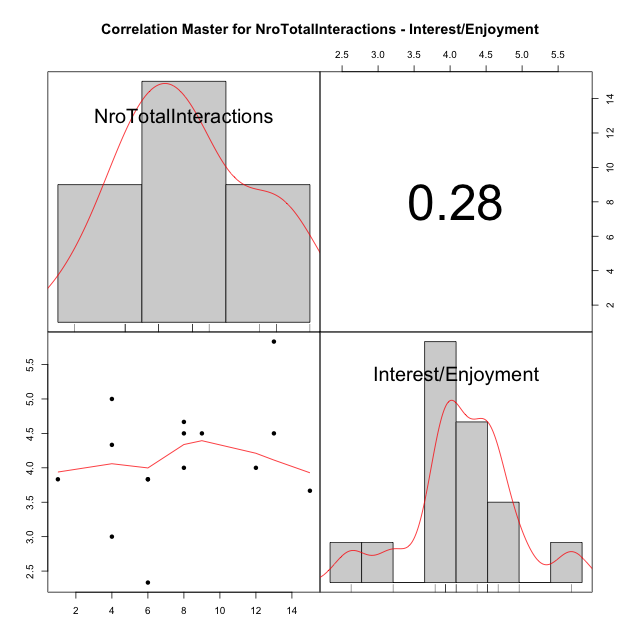 Correlation Master for NroTotalInteractions - Interest/Enjoyment
2.5 3.0 3.5 4.0 4.5 5.0 5.5
NroTotalInteractions
0.28
2 4 6 8 10 12 14
Interest/Enjoyment
2.5 3.0 3.5 4.0 4.5 5.0 5.5
2 4 6 8 10 12 14